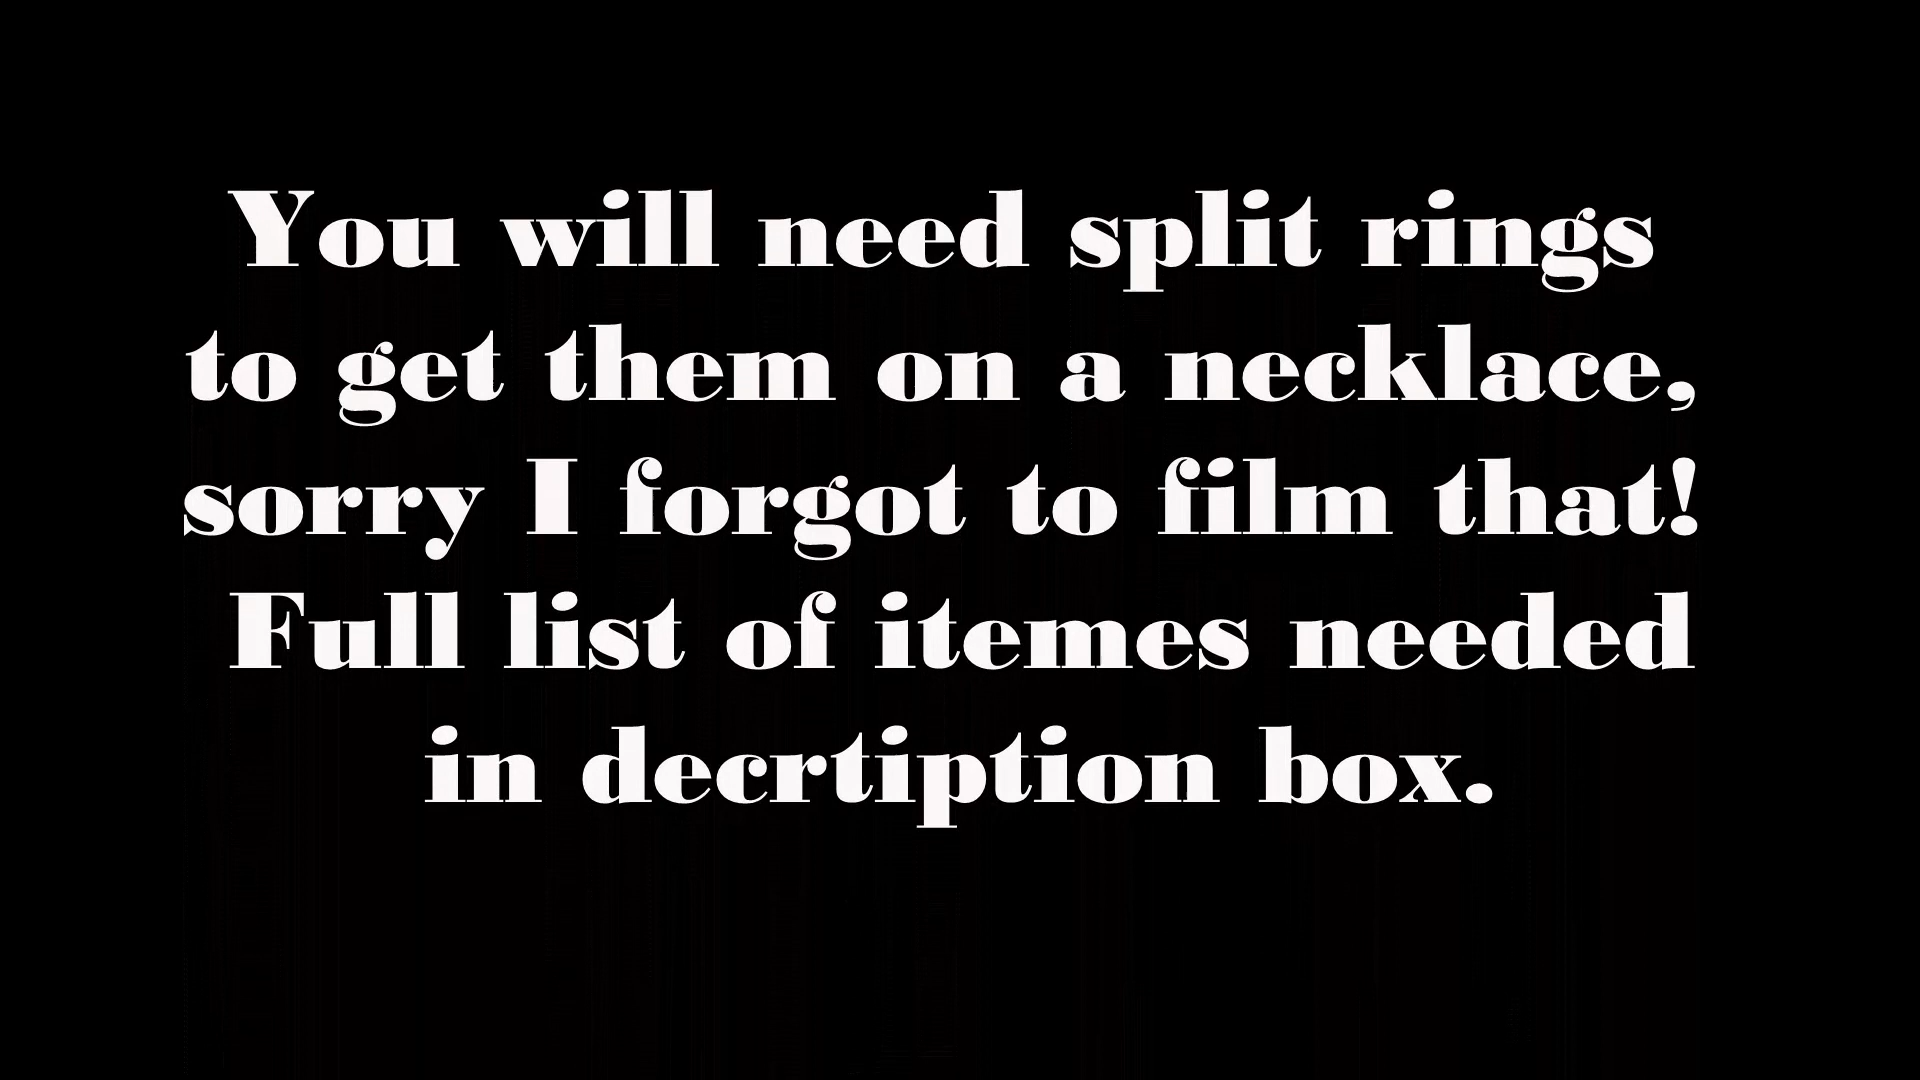 You will need split rings
to get them on a necklace,
sorry I forgot to film that!
Full list of itemes needed
in decrtiption box.